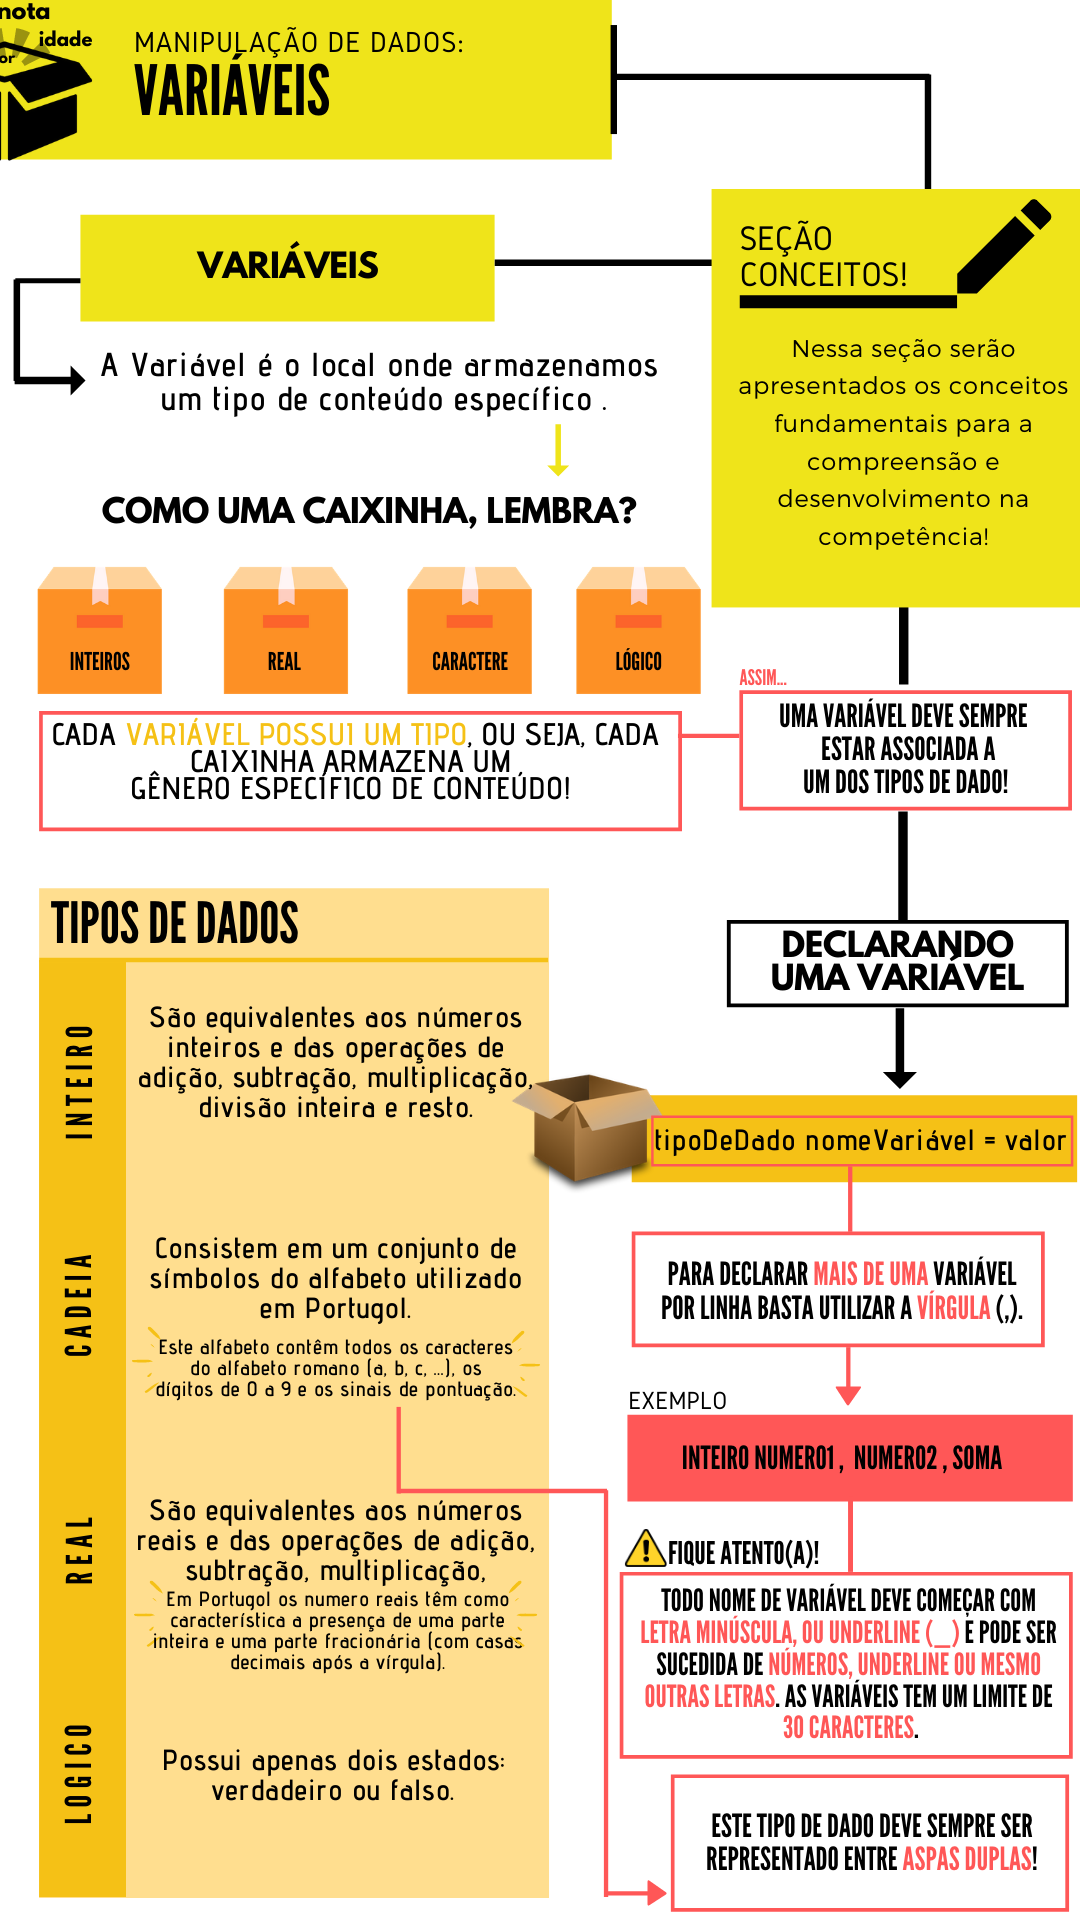 nota
idade
or
MANIPULAÇÃO DE DADOS:
VARIÁVEIS
SEÇÃO
CONCEITOS!
Nessa seção serão
apresentados os conceitos
fundamentais para a
compreensão e
desenvolvimento na
competência!
VARIÁVEIS
A Variável é o local onde armazenamos
um tipo de conteúdo específico .
COMO UMA CAIXINHA, LEMBRA?
INTEIROS
REAL
CARACTERE
LÓGICO
CADA VARIÁVEL POSSUI UM TIPO, OU SEJA, CADA
CAIXINHA ARMAZENA UM
GÊNERO ESPECÍFICO DE CONTEÚDO!
ASSIM...
UMA VARIÁVEL DEVE SEMPRE
ESTAR ASSOCIADA A
UM DOS TIPOS DE DADO!
TIPOS DE DADOS
INTEIRO
São equivalentes aos números
inteiros e das operações de
adição, subtração, multiplicação,
divisão inteira e resto.
CADEIA
Consistem em um conjunto de
símbolos do alfabeto utilizado
em Portugol.
Este alfabeto contêm todos os caracteres
do alfabeto romano (a, b, c, ...), os
dígitos de 0 a 9 e os sinais de pontuação.
REAL
São equivalentes aos números
reais e das operações de adição,
subtração, multiplicação,
Em Portugol os numero reais têm como
característica a presença de uma parte
inteira e uma parte fracionária (com casas
decimais após a vírgula).
LOGICO
Possui apenas dois estados:
verdadeiro ou falso.
DECLARANDO
UMA VARIÁVEL
tipoDeDado nomeVariável = valor
PARA DECLARAR MAIS DE UMA VARIÁVEL
POR LINHA BASTA UTILIZAR A VÍRGULA (,).
EXEMPLO
INTEIRO NUMERO1 , NUMERO2 , SOMA
FIQUE ATENTO(A)!
TODO NOME DE VARIÁVEL DEVE COMEÇAR COM
LETRA MINÚSCULA, OU UNDERLINE (_) E PODE SER
SUCEDIDA DE NÚMEROS, UNDERLINE OU MESMO
OUTRAS LETRAS. AS VARIÁVEIS TEM UM LIMITE DE
30 CARACTERES.
ESTE TIPO DE DADO DEVE SEMPRE SER
REPRESENTADO ENTRE ASPAS DUPLAS!